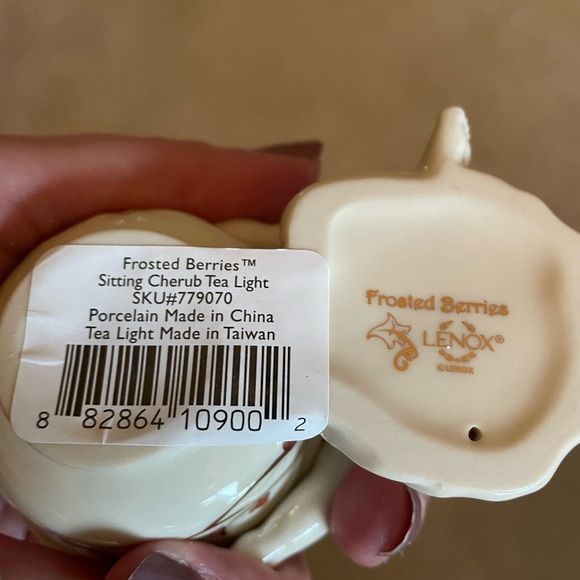 Frosted Berries™
Sitting Cherub Tea Light
SKU#779070
Porcelain Made in China
Tea Light Made in Taiwan
8 82864 10900 2
Frosted Berries
LENOX®
©LENOX